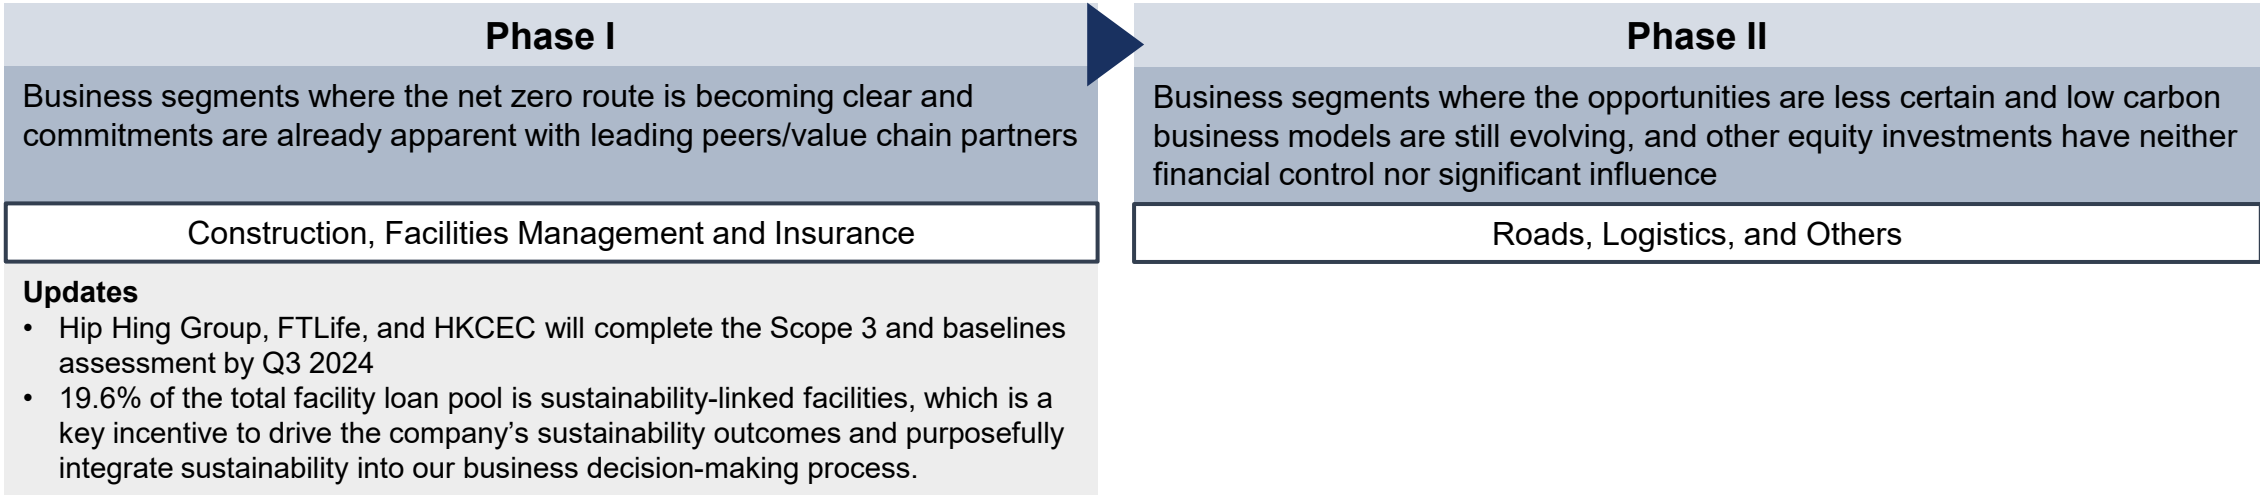 Phase I
Business segments where the net zero route is becoming clear and
commitments are already apparent with leading peers/value chain partners
Construction, Facilities Management and Insurance
Updates
• Hip Hing Group, FTLife, and HKCEC will complete the Scope 3 and baselines
assessment by Q3 2024
• 19.6% of the total facility loan pool is sustainability-linked facilities, which is a
key incentive to drive the company’s sustainability outcomes and purposefully
integrate sustainability into our business decision-making process.
Phase II
Business segments where the opportunities are less certain and low carbon
business models are still evolving, and other equity investments have neither
financial control nor significant influence
Roads, Logistics, and Others